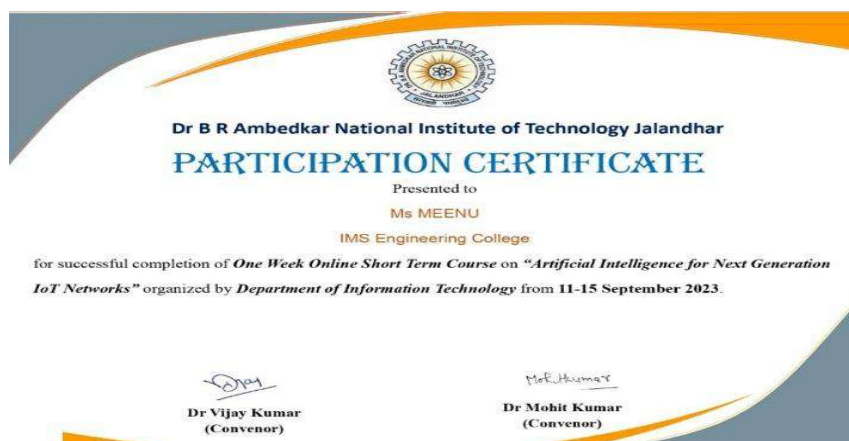 Dr B R Ambedkar National Institute of Technology Jalandhar
PARTICIPATION CERTIFICATE
Presented to
Ms MEENU
IMS Engineering College
for successful completion of One Week Online Short Term Course on “Artificial Intelligence for Next Generation
IoT Networks” organized by Department of Information Technology from 11-15 September 2023.
Dr Vijay Kumar
(Convenor)
Dr Mohit Kumar
(Convenor)